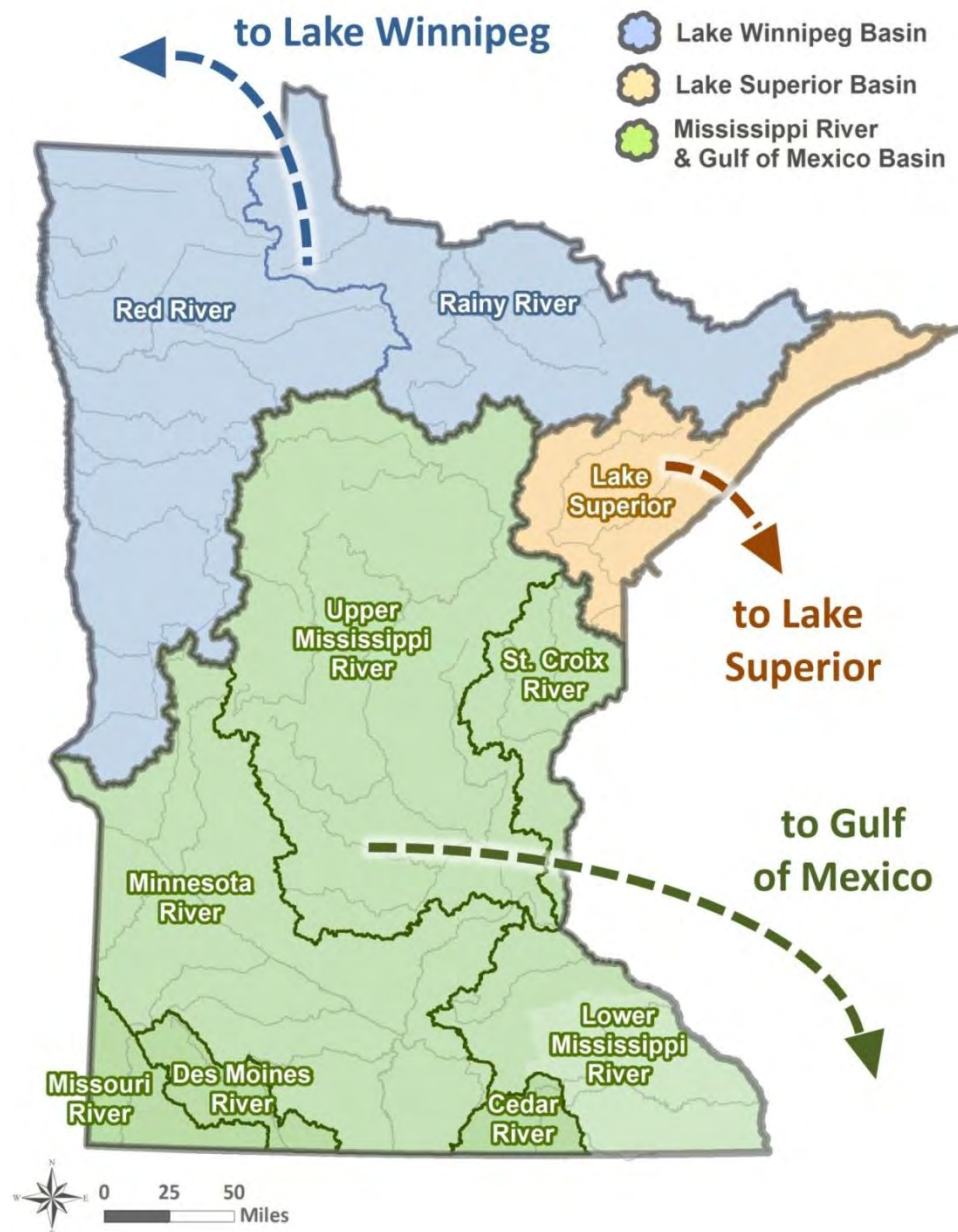 to Lake Winnipeg
Lake Winnipeg Basin
Lake Superior Basin
Mississippi River
& Gulf of Mexico Basin
Red River
Rainy River
Lake
Superior
to Lake
Superior
Upper
Mississippi
River
St. Croix
River
to Gulf
of Mexico
Minnesota
River
Lower
Mississippi
River
Missouri
River
Des Moines
River
Cedar
River
N
W
E
0 25 50
Miles